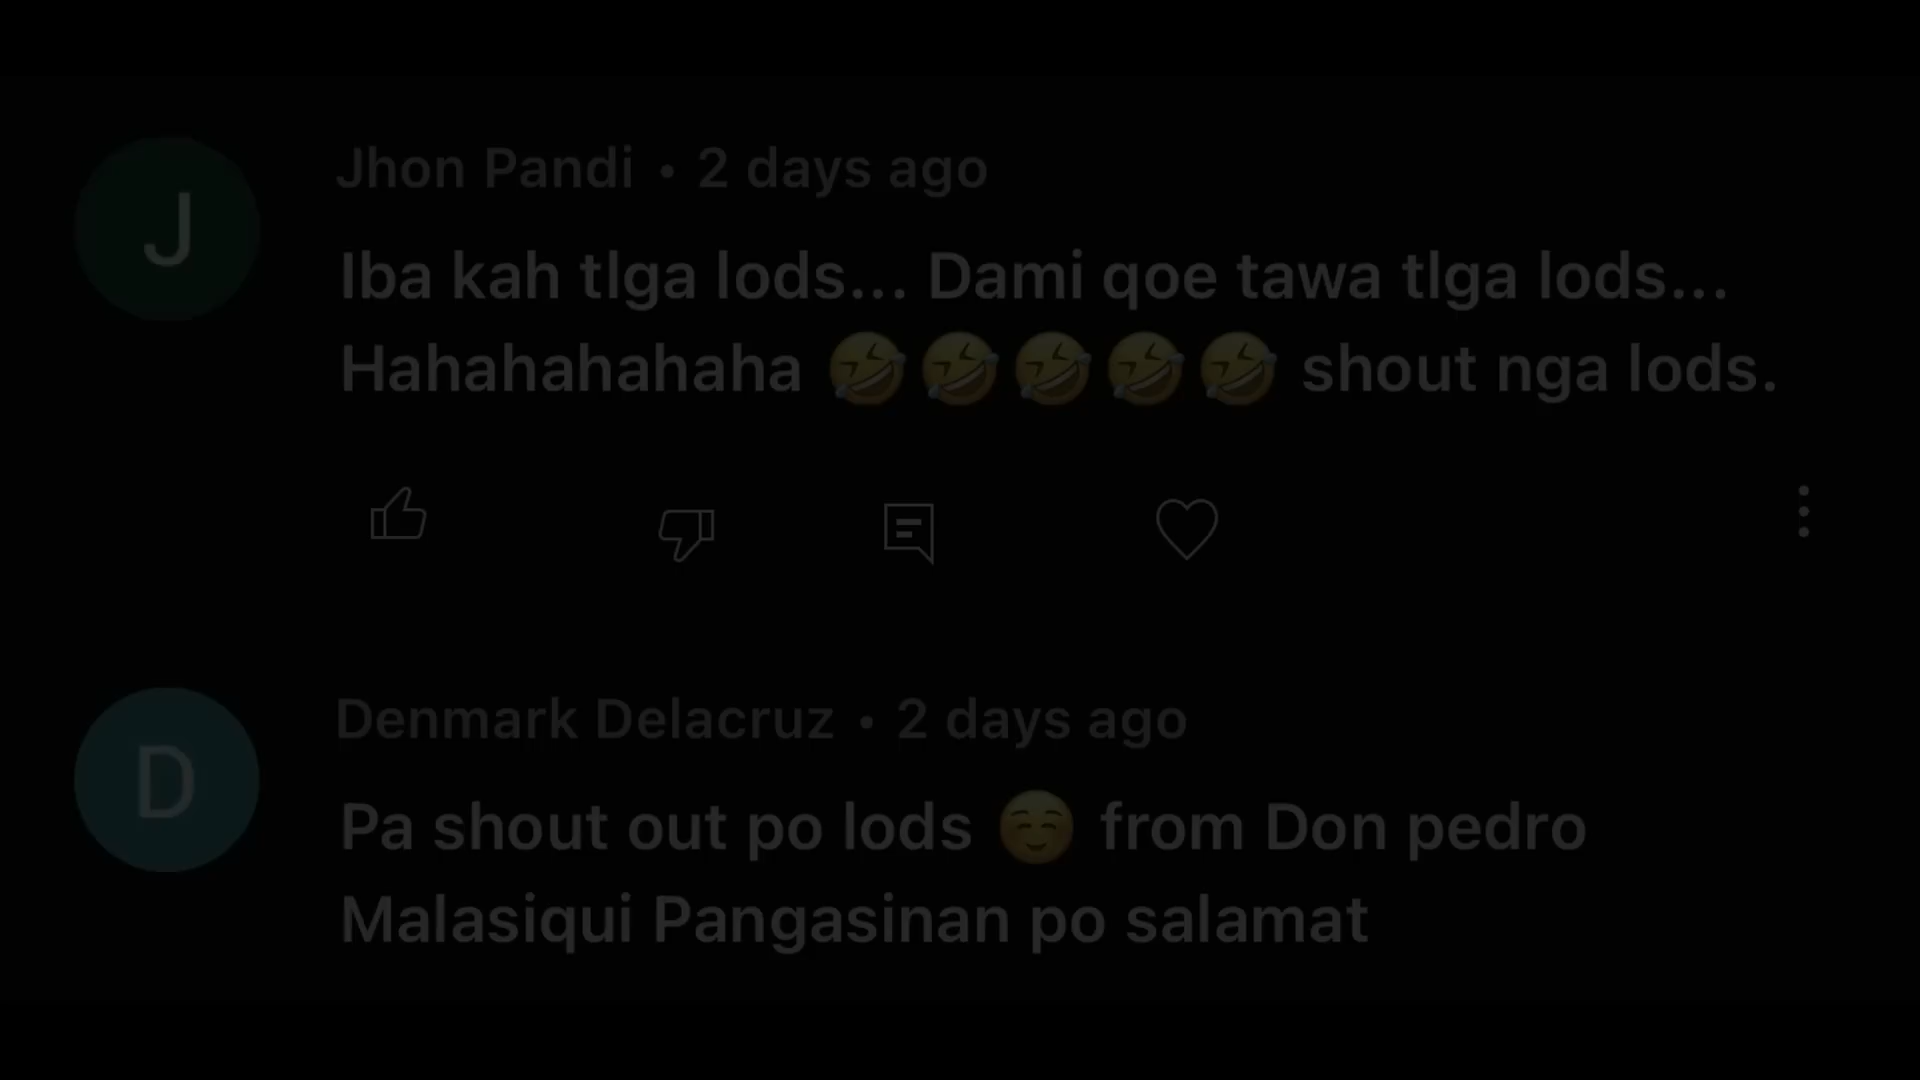 J
Jhon Pandi • 2 days ago
Iba kah tlga lods... Dami qoe tawa tlga lods...
Hahahahahaha 🤣🤣🤣🤣🤣 shout nga lods.
D
Denmark Delacruz • 2 days ago
Pa shout out po lods ☺️ from Don pedro
Malasiqui Pangasinan po salamat